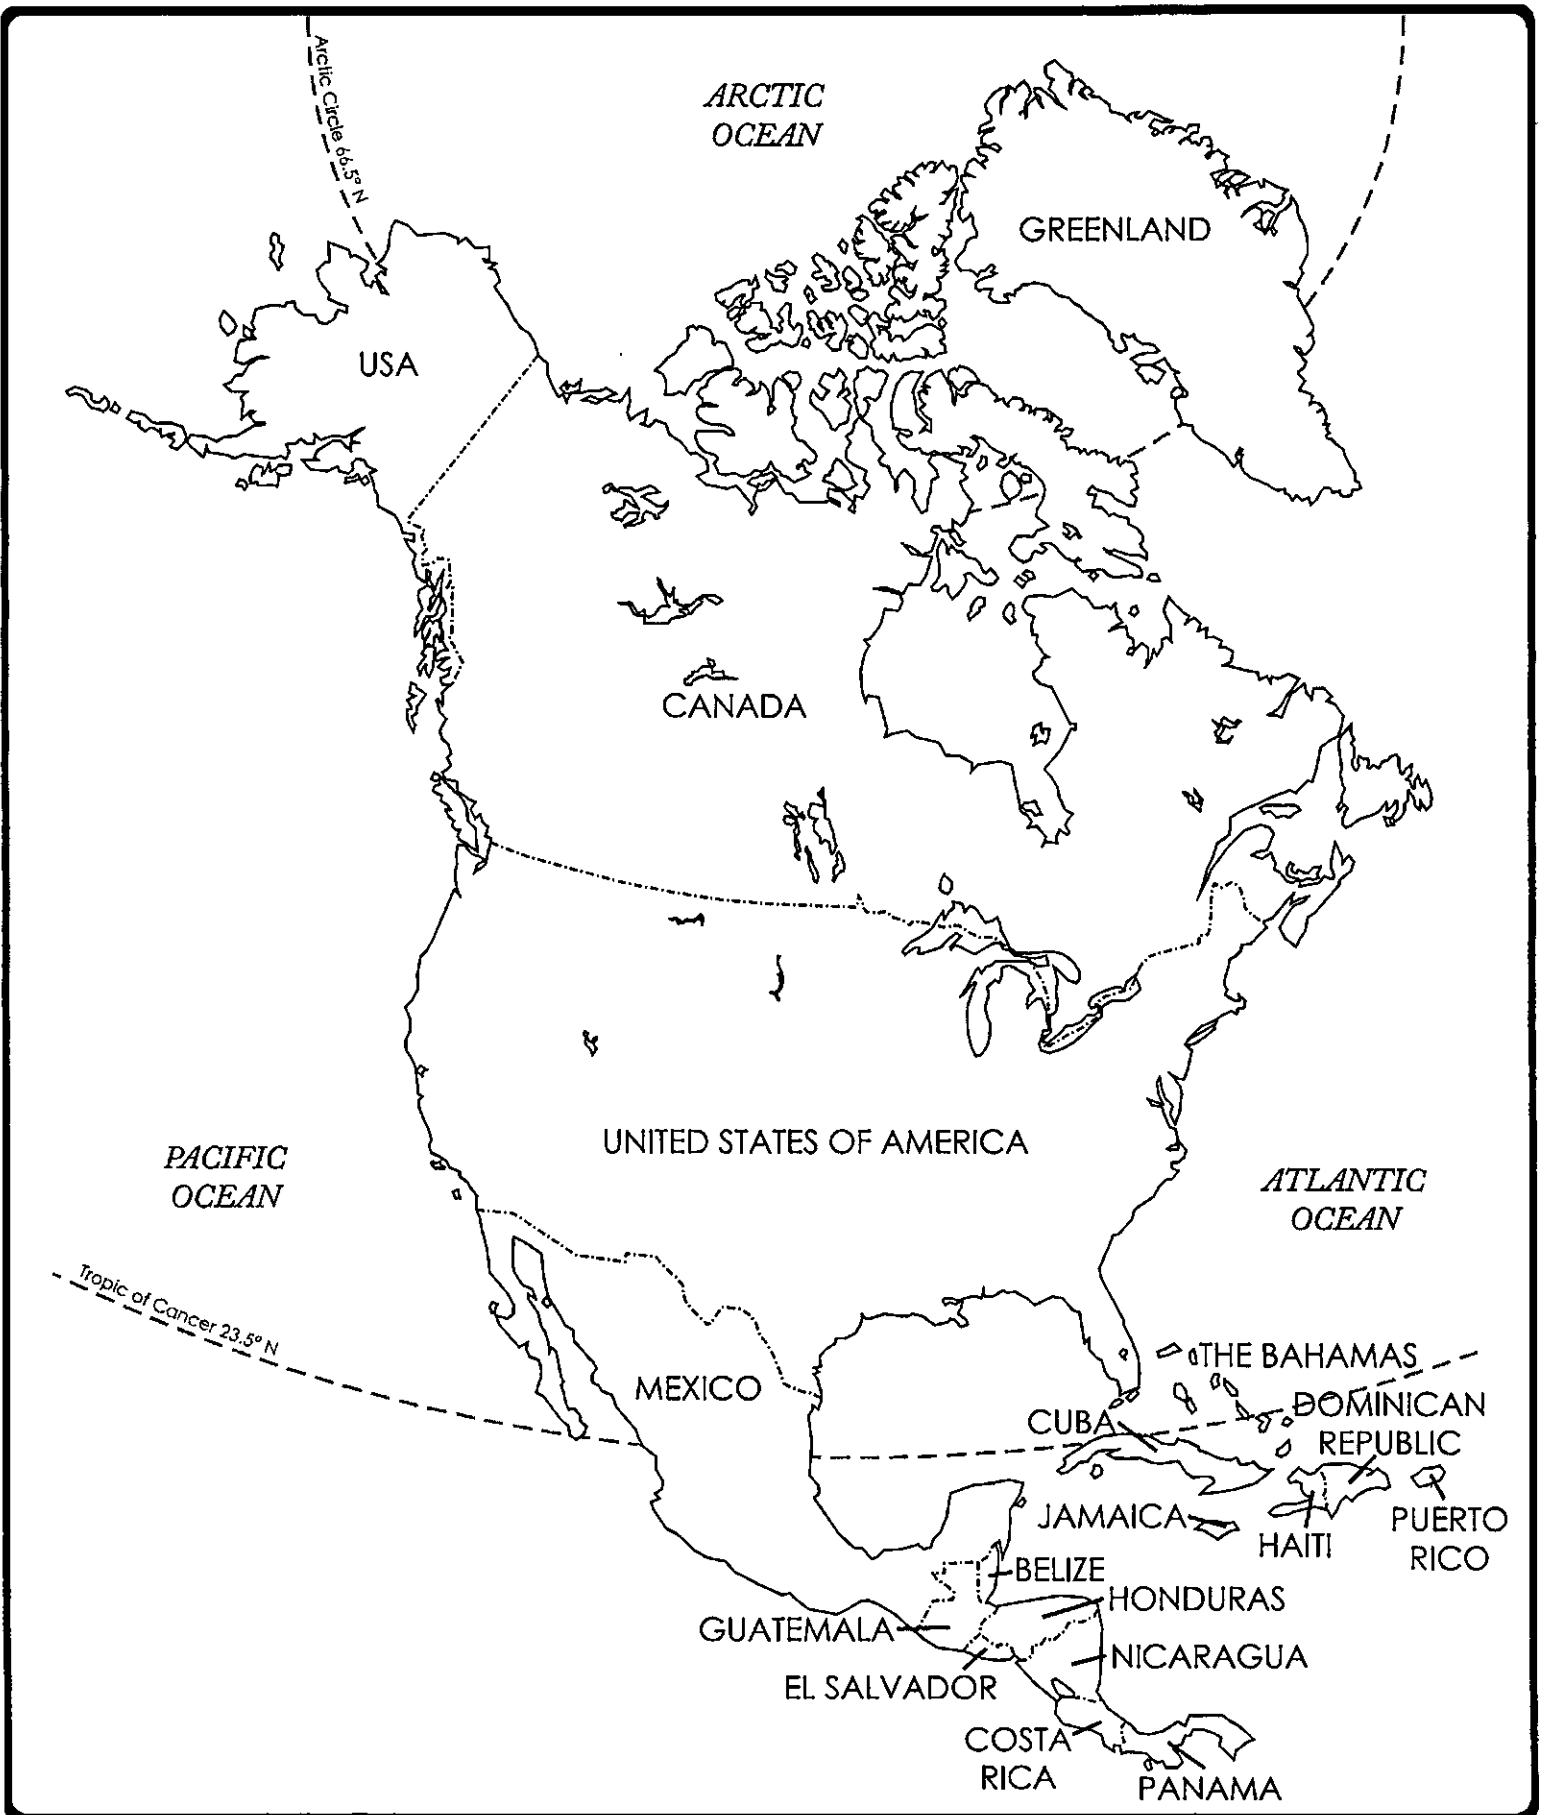 Arctic Circle 66.5° N
ARCTIC
OCEAN
GREENLAND
USA
CANADA
UNITED STATES OF AMERICA
PACIFIC
OCEAN
ATLANTIC
OCEAN
Tropic of Cancer 23.5° N
THE BAHAMAS
MEXICO
CUBA
DOMINICAN
REPUBLIC
JAMAICA
HAITI
PUERTO
RICO
BELIZE
HONDURAS
GUATEMALA
NICARAGUA
EL SALVADOR
COSTA
RICA
PANAMA